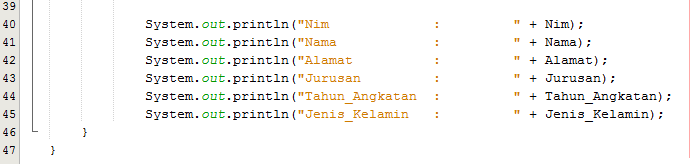 39
40 System.out.println("Nim             :          " + Nim);
41 System.out.println("Nama            :          " + Nama);
42 System.out.println("Alamat          :          " + Alamat);
43 System.out.println("Jurusan         :          " + Jurusan);
44 System.out.println("Tahun_Angkatan  :          " + Tahun_Angkatan);
45 System.out.println("Jenis_Kelamin   :          " + Jenis_Kelamin);
46 }
47 }